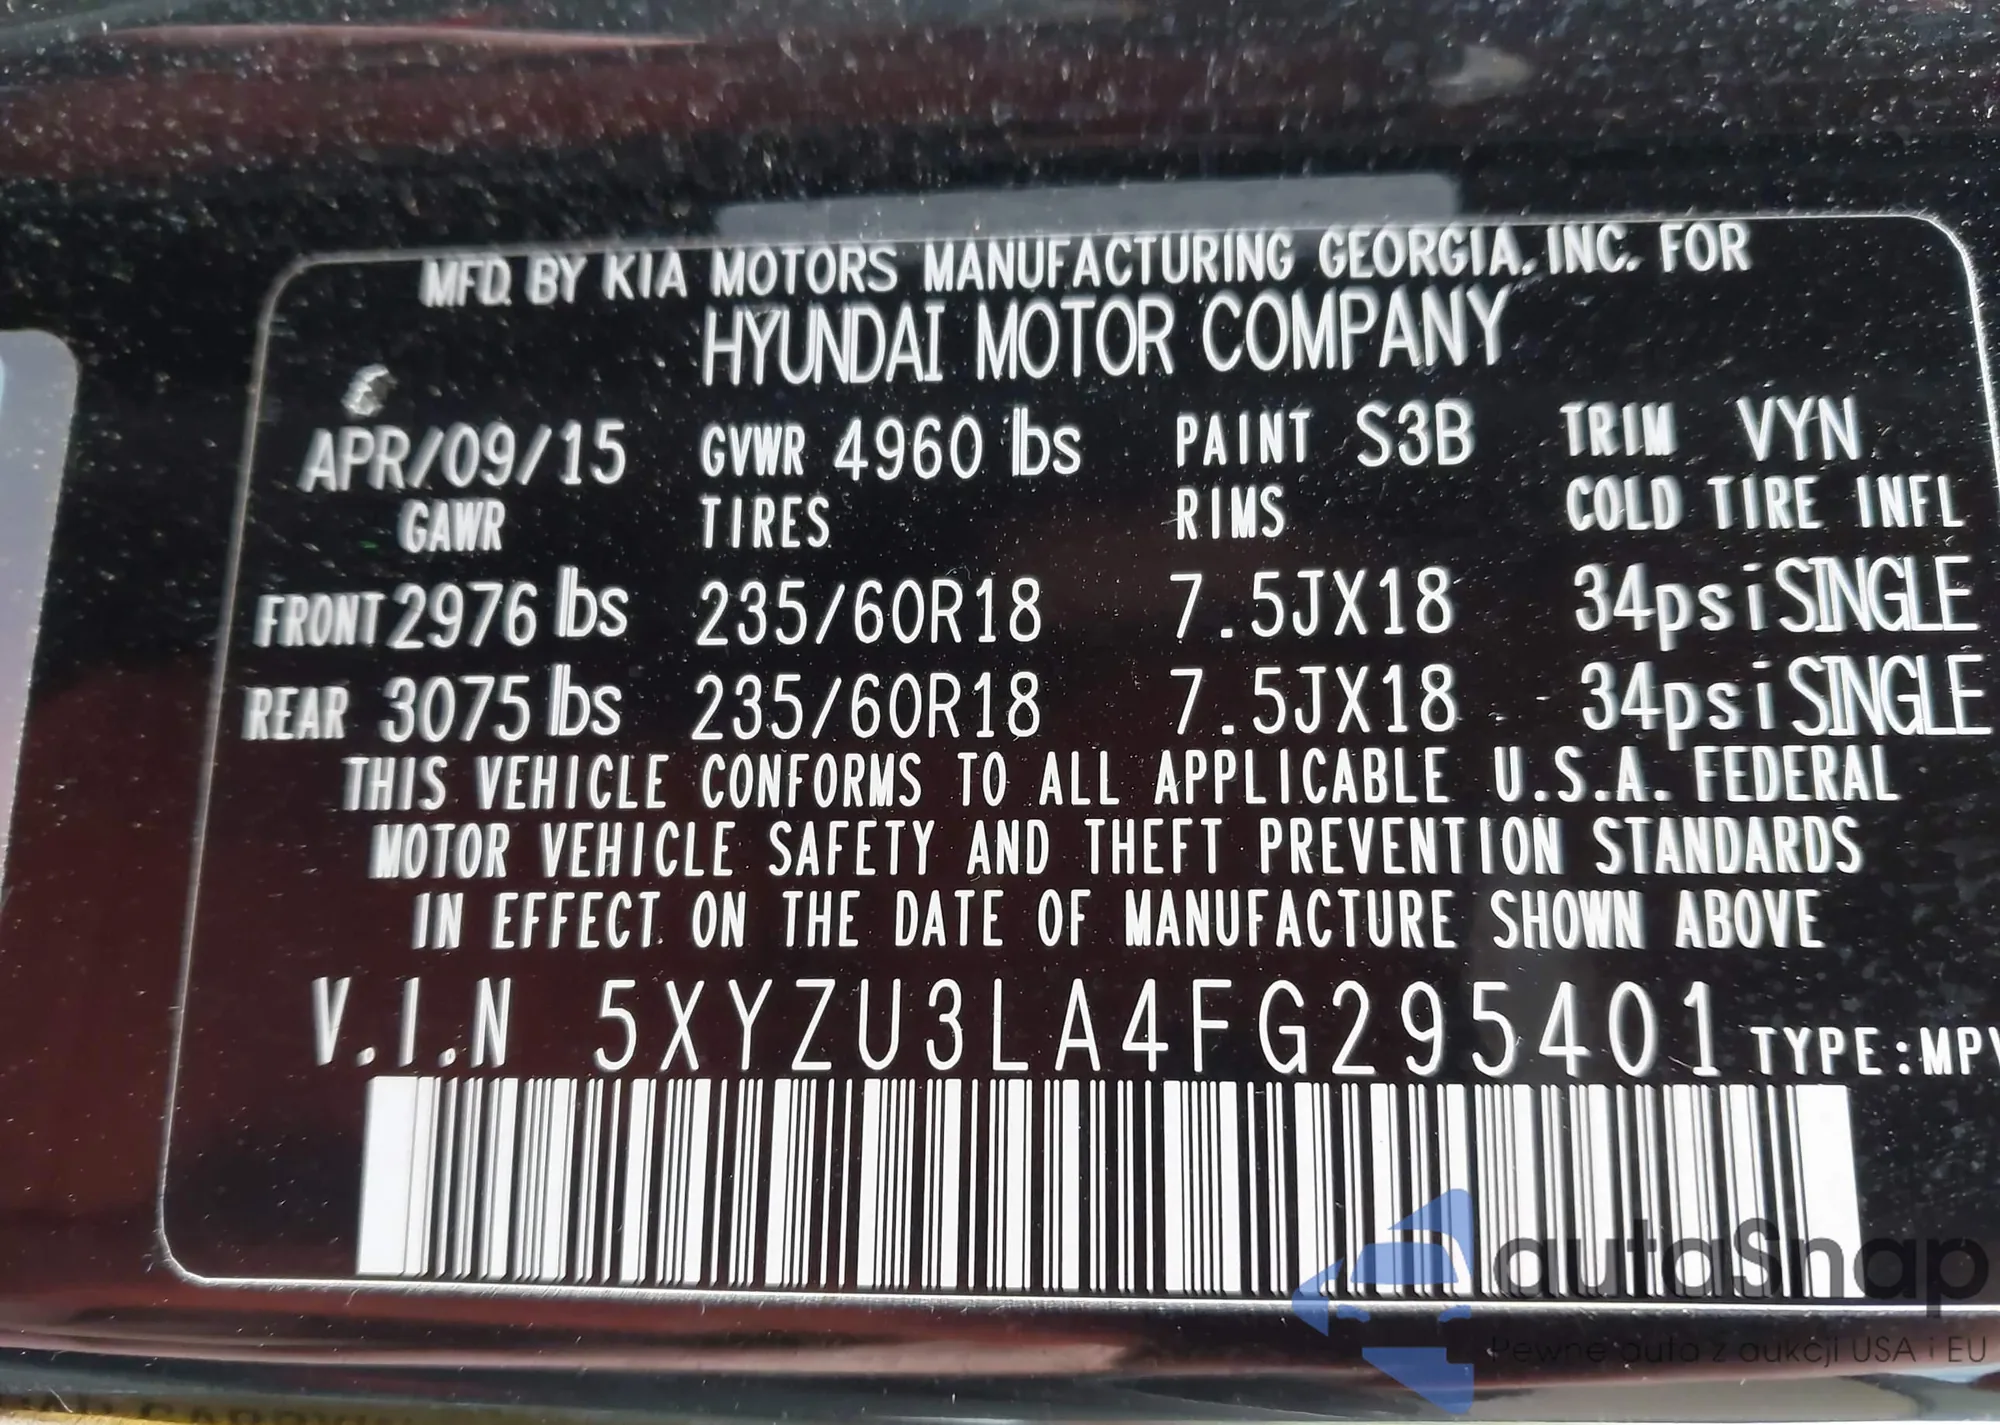 MFD. BY KIA MOTORS MANUFACTURING GEORGIA, INC. FOR
HYUNDAI MOTOR COMPANY
APR/09/15 GVWR 4960 lbs PAINT S3B TRIM VYN
GAWR TIRES RIMS COLD TIRE INFL
FRONT 2976 lbs 235/60R18 7.5JX18 34psi SINGLE
REAR 3075 lbs 235/60R18 7.5JX18 34psi SINGLE
THIS VEHICLE CONFORMS TO ALL APPLICABLE U.S.A. FEDERAL
MOTOR VEHICLE SAFETY AND THEFT PREVENTION STANDARDS
IN EFFECT ON THE DATE OF MANUFACTURE SHOWN ABOVE
V.I.N 5XYZU3LA4FG295401 TYPE:MPV
autaSnap
Pewne auta z aukcji USA i EU